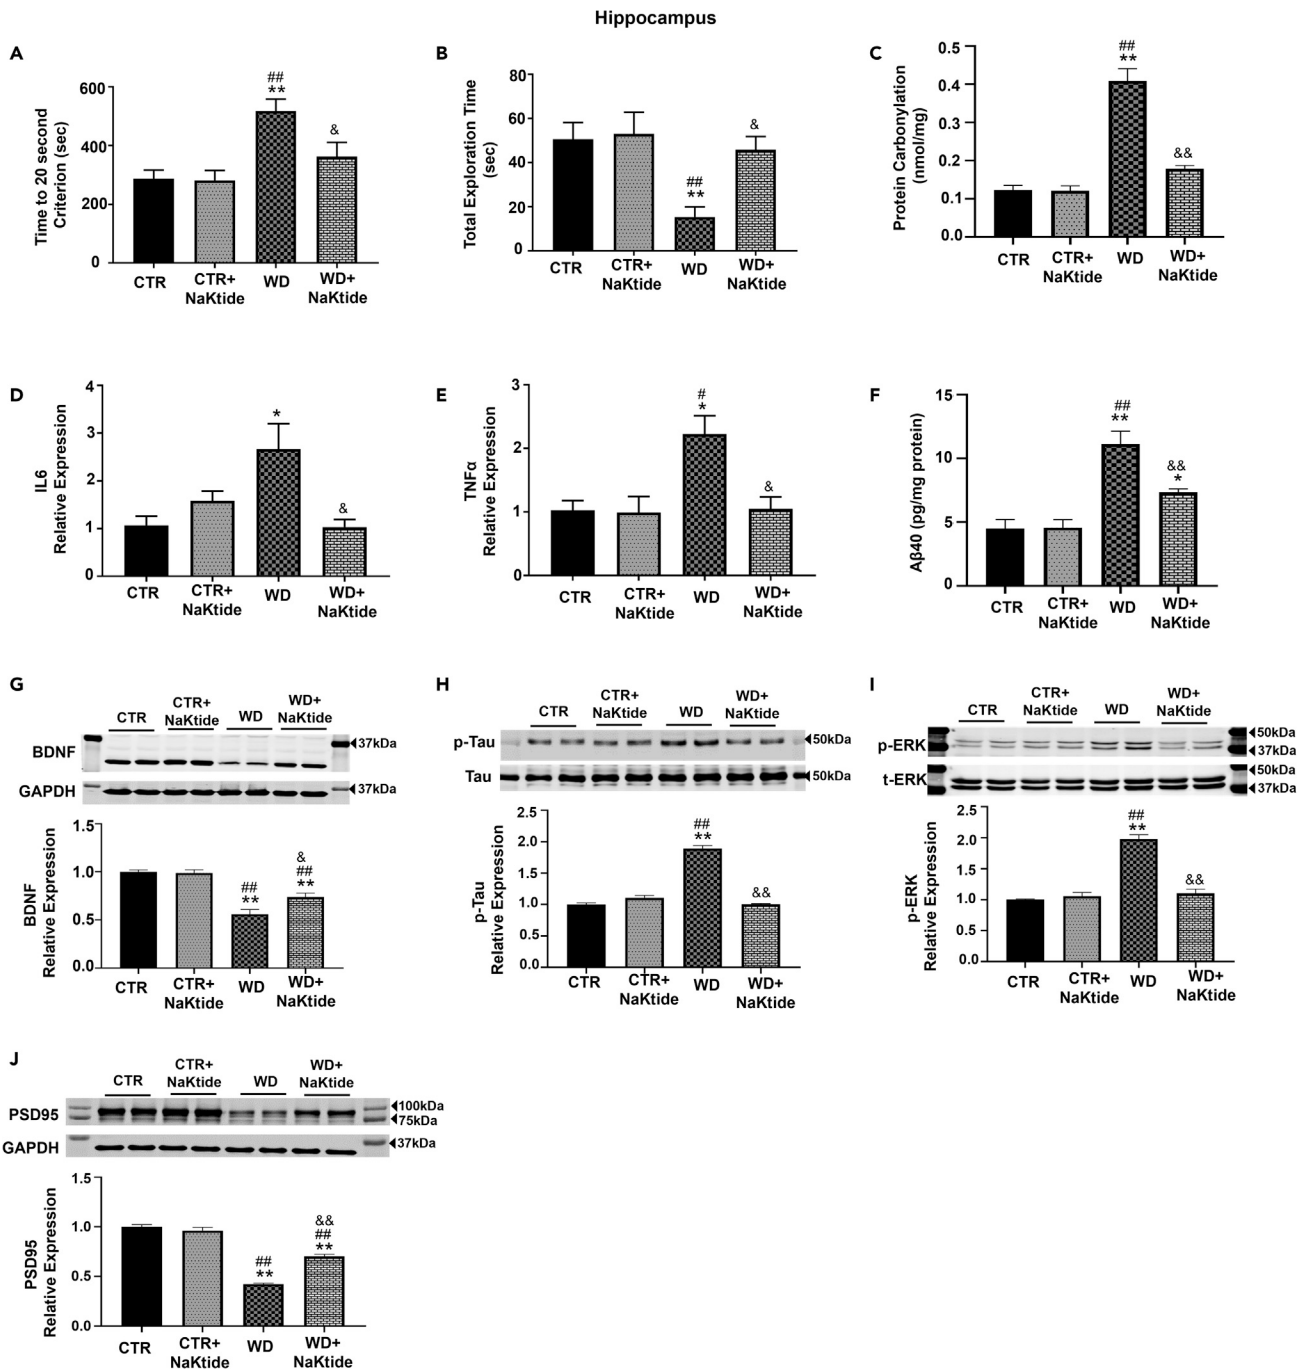 Hippocampus
A
Time to 20 second
Criterion (sec)
600
400
200
0
##
**
&
CTR
CTR+
NaKtide
WD
WD+
NaKtide
B
Total Exploration Time
(sec)
80
60
40
20
0
##
**
&
CTR
CTR+
NaKtide
WD
WD+
NaKtide
C
Protein Carbonylation
(nmol/mg)
0.5
0.4
0.3
0.2
0.1
0.0
##
**
&&
CTR
CTR+
NaKtide
WD
WD+
NaKtide
D
IL6
Relative Expression
4
3
2
1
0
*
&
CTR
CTR+
NaKtide
WD
WD+
NaKtide
E
TNFα
Relative Expression
3
2
1
0
#
*
&
CTR
CTR+
NaKtide
WD
WD+
NaKtide
F
Aβ40 (pg/mg protein)
15
10
5
0
##
**
&&
*
CTR
CTR+
NaKtide
WD
WD+
NaKtide
G
CTR
CTR+
NaKtide
WD
WD+
NaKtide
BDNF
37kDa
GAPDH
37kDa
BDNF
Relative Expression
1.5
1.0
0.5
0.0
##
**
&
##
**
CTR
CTR+
NaKtide
WD
WD+
NaKtide
H
CTR
CTR+
NaKtide
WD
WD+
NaKtide
p-Tau
50kDa
Tau
50kDa
p-Tau
Relative Expression
2.5
2.0
1.5
1.0
0.5
0.0
##
**
&&
CTR
CTR+
NaKtide
WD
WD+
NaKtide
I
CTR
CTR+
NaKtide
WD
WD+
NaKtide
p-ERK
50kDa
37kDa
t-ERK
50kDa
37kDa
p-ERK
Relative Expression
2.5
2.0
1.5
1.0
0.5
0.0
##
**
&&
CTR
CTR+
NaKtide
WD
WD+
NaKtide
J
CTR
CTR+
NaKtide
WD
WD+
NaKtide
PSD95
100kDa
75kDa
GAPDH
37kDa
PSD95
Relative Expression
1.5
1.0
0.5
0.0
##
**
&&
##
**
CTR
CTR+
NaKtide
WD
WD+
NaKtide